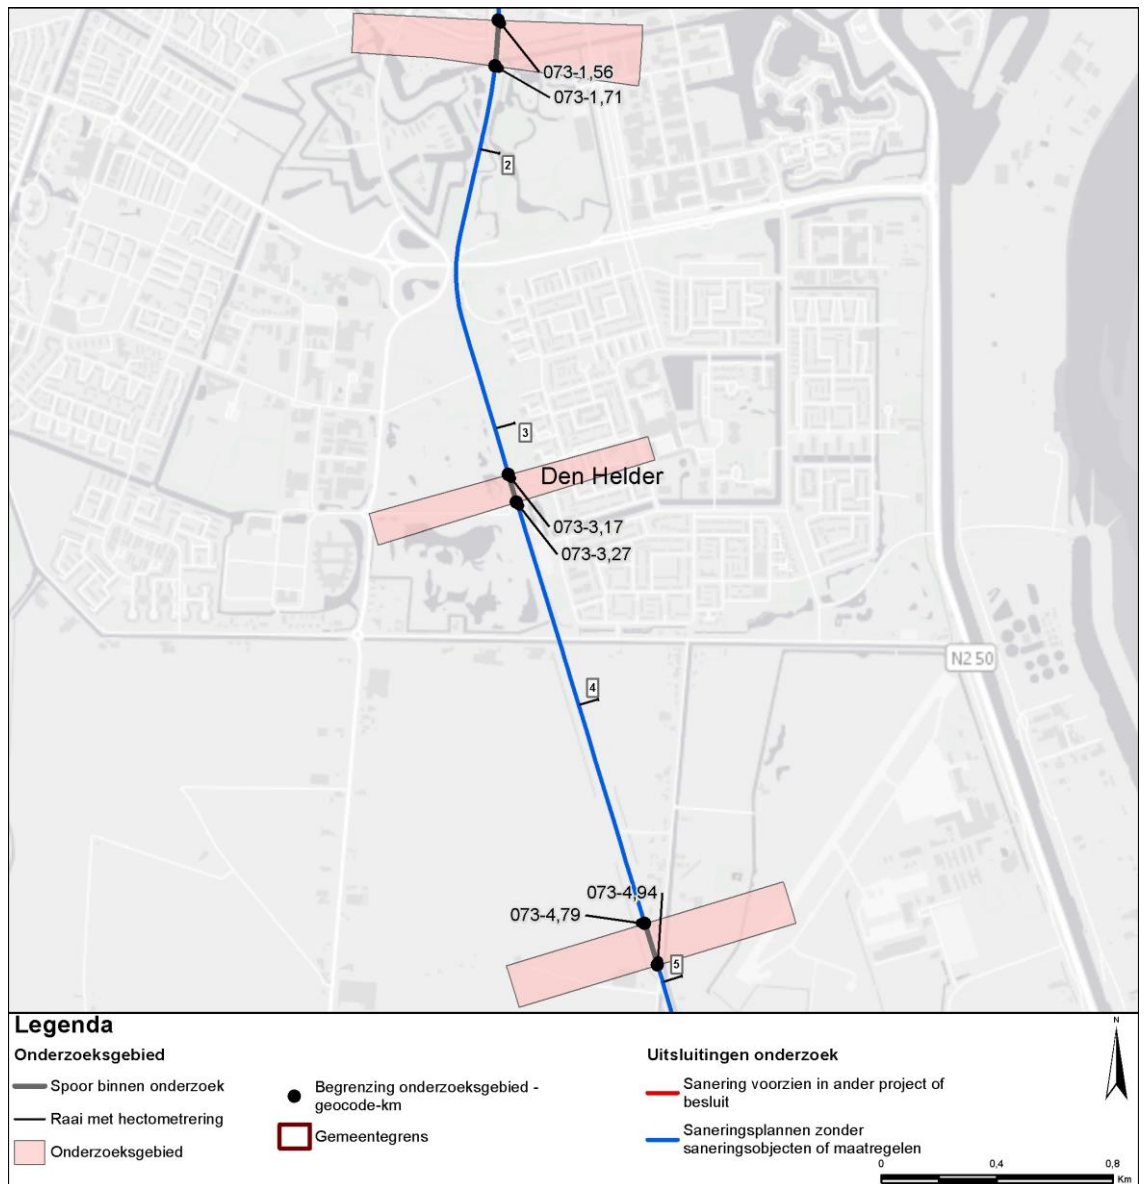 073-1,56
073-1,71
2
3
Den Helder
073-3,17
073-3,27
N250
4
073-4,94
073-4,79
5
Legenda
Onderzoeksgebied
Spoor binnen onderzoek
Raai met hectometrering
Onderzoeksgebied
Begrenzing onderzoeksgebied -
geocode-km
Gemeentegrens
Uitsluitingen onderzoek
Sanering voorzien in ander project of
besluit
Saneringsplannen zonder
saneringsobjecten of maatregelen
N
0 0,4 0,8
Km